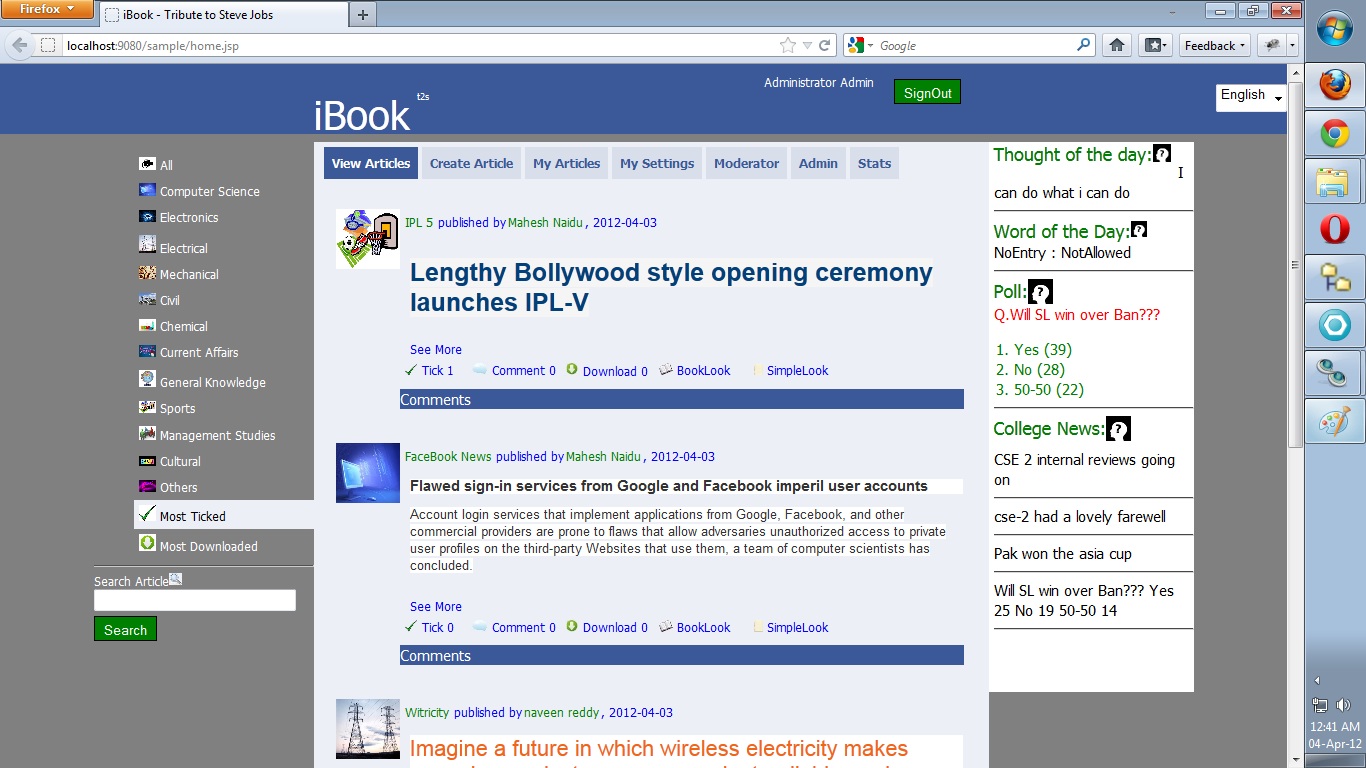 Firefox
iBook - Tribute to Steve Jobs
localhost:9080/sample/home.jsp
Google
Feedback
iBook t2s
Administrator Admin
SignOut
English
All
Computer Science
Electronics
Electrical
Mechanical
Civil
Chemical
Current Affairs
General Knowledge
Sports
Management Studies
Cultural
Others
Most Ticked
Most Downloaded
Search Article
Search
View Articles Create Article My Articles My Settings Moderator Admin Stats
IPL 5 published by Mahesh Naidu , 2012-04-03
Lengthy Bollywood style opening ceremony
launches IPL-V
See More
Tick 1 Comment 0 Download 0 BookLook SimpleLook
Comments
FaceBook News published by Mahesh Naidu , 2012-04-03
Flawed sign-in services from Google and Facebook imperil user accounts
Account login services that implement applications from Google, Facebook, and other
commercial providers are prone to flaws that allow adversaries unauthorized access to private
user profiles on the third-party Websites that use them, a team of computer scientists has
concluded.
See More
Tick 0 Comment 0 Download 0 BookLook SimpleLook
Comments
Witricity published by naveen reddy , 2012-04-03
Imagine a future in which wireless electricity makes
Thought of the day:
can do what i can do
Word of the Day:
NoEntry : NotAllowed
Poll:
Q.Will SL win over Ban???
1. Yes (39)
2. No (28)
3. 50-50 (22)
College News:
CSE 2 internal reviews going
on
cse-2 had a lovely farewell
Pak won the asia cup
Will SL win over Ban??? Yes
25 No 19 50-50 14
12:41 AM
04-Apr-12